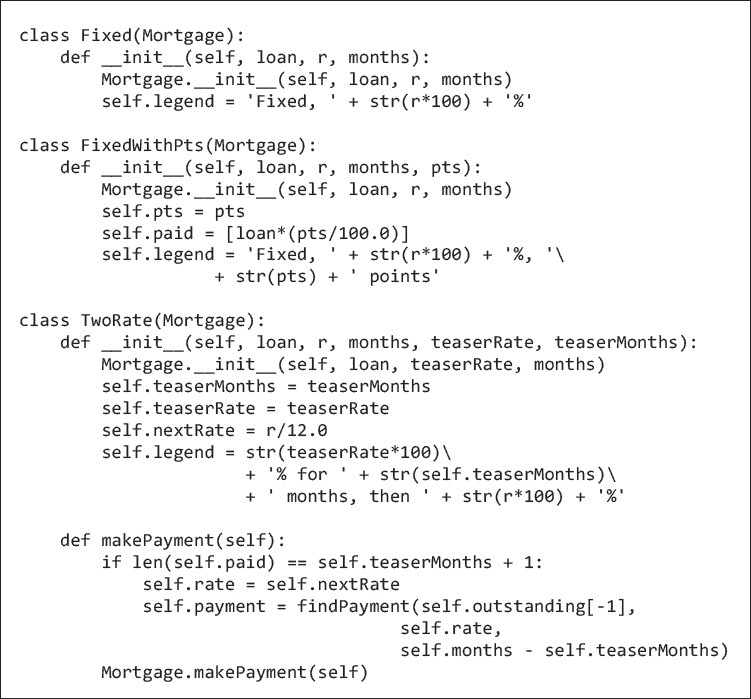 class Fixed(Mortgage):
    def __init__(self, loan, r, months):
        Mortgage.__init__(self, loan, r, months)
        self.legend = 'Fixed, ' + str(r*100) + '%'

class FixedWithPts(Mortgage):
    def __init__(self, loan, r, months, pts):
        Mortgage.__init__(self, loan, r, months)
        self.pts = pts
        self.paid = [loan*(pts/100.0)]
        self.legend = 'Fixed, ' + str(r*100) + '%, '\
                   + str(pts) + ' points'

class TwoRate(Mortgage):
    def __init__(self, loan, r, months, teaserRate, teaserMonths):
        Mortgage.__init__(self, loan, teaserRate, months)
        self.teaserMonths = teaserMonths
        self.teaserRate = teaserRate
        self.nextRate = r/12.0
        self.legend = str(teaserRate*100)\
                      + '% for ' + str(self.teaserMonths)\
                      + ' months, then ' + str(r*100) + '%'

    def makePayment(self):
        if len(self.paid) == self.teaserMonths + 1:
            self.rate = self.nextRate
            self.payment = findPayment(self.outstanding[-1],
                                     self.rate,
                                     self.months - self.teaserMonths)
        Mortgage.makePayment(self)